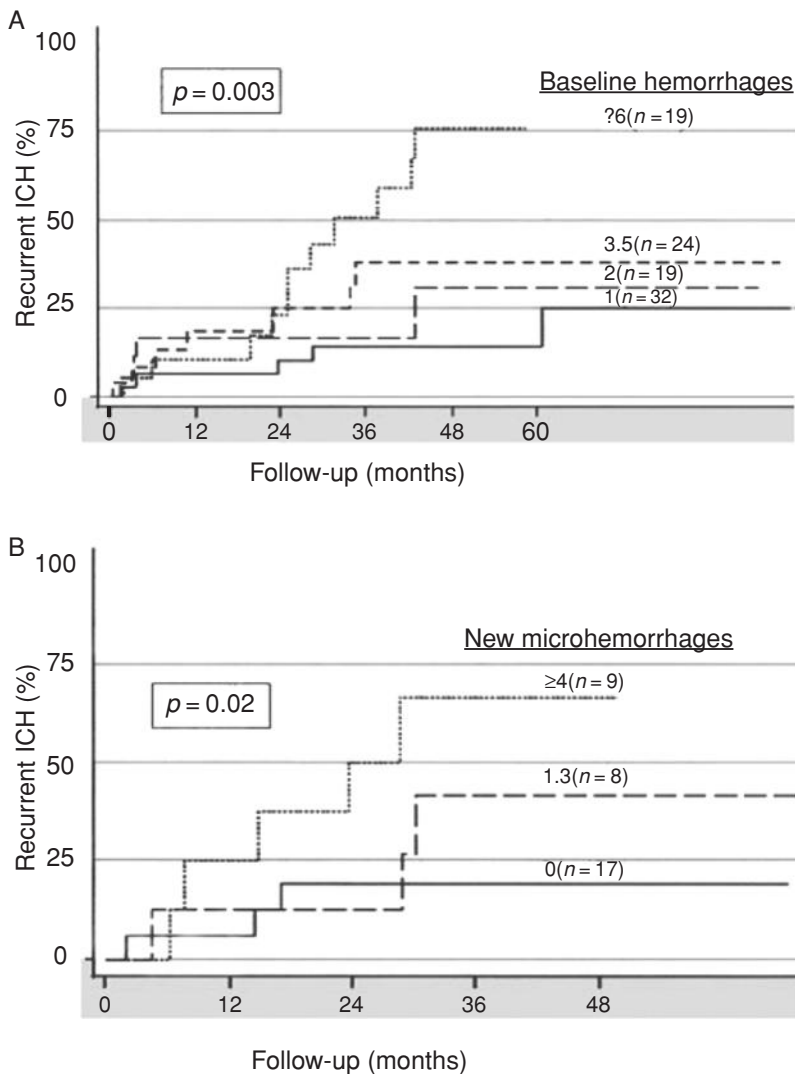 A
100
p = 0.003
Baseline hemorrhages
?6(n = 19)
75
Recurrent ICH (%)
50
3.5(n = 24)
2(n = 19)
25
1(n = 32)
0
0 12 24 36 48 60
Follow-up (months)
B
100
New microhemorrhages
75
p = 0.02
≥4(n = 9)
Recurrent ICH (%)
50
1.3(n = 8)
25
0(n = 17)
0
0 12 24 36 48
Follow-up (months)